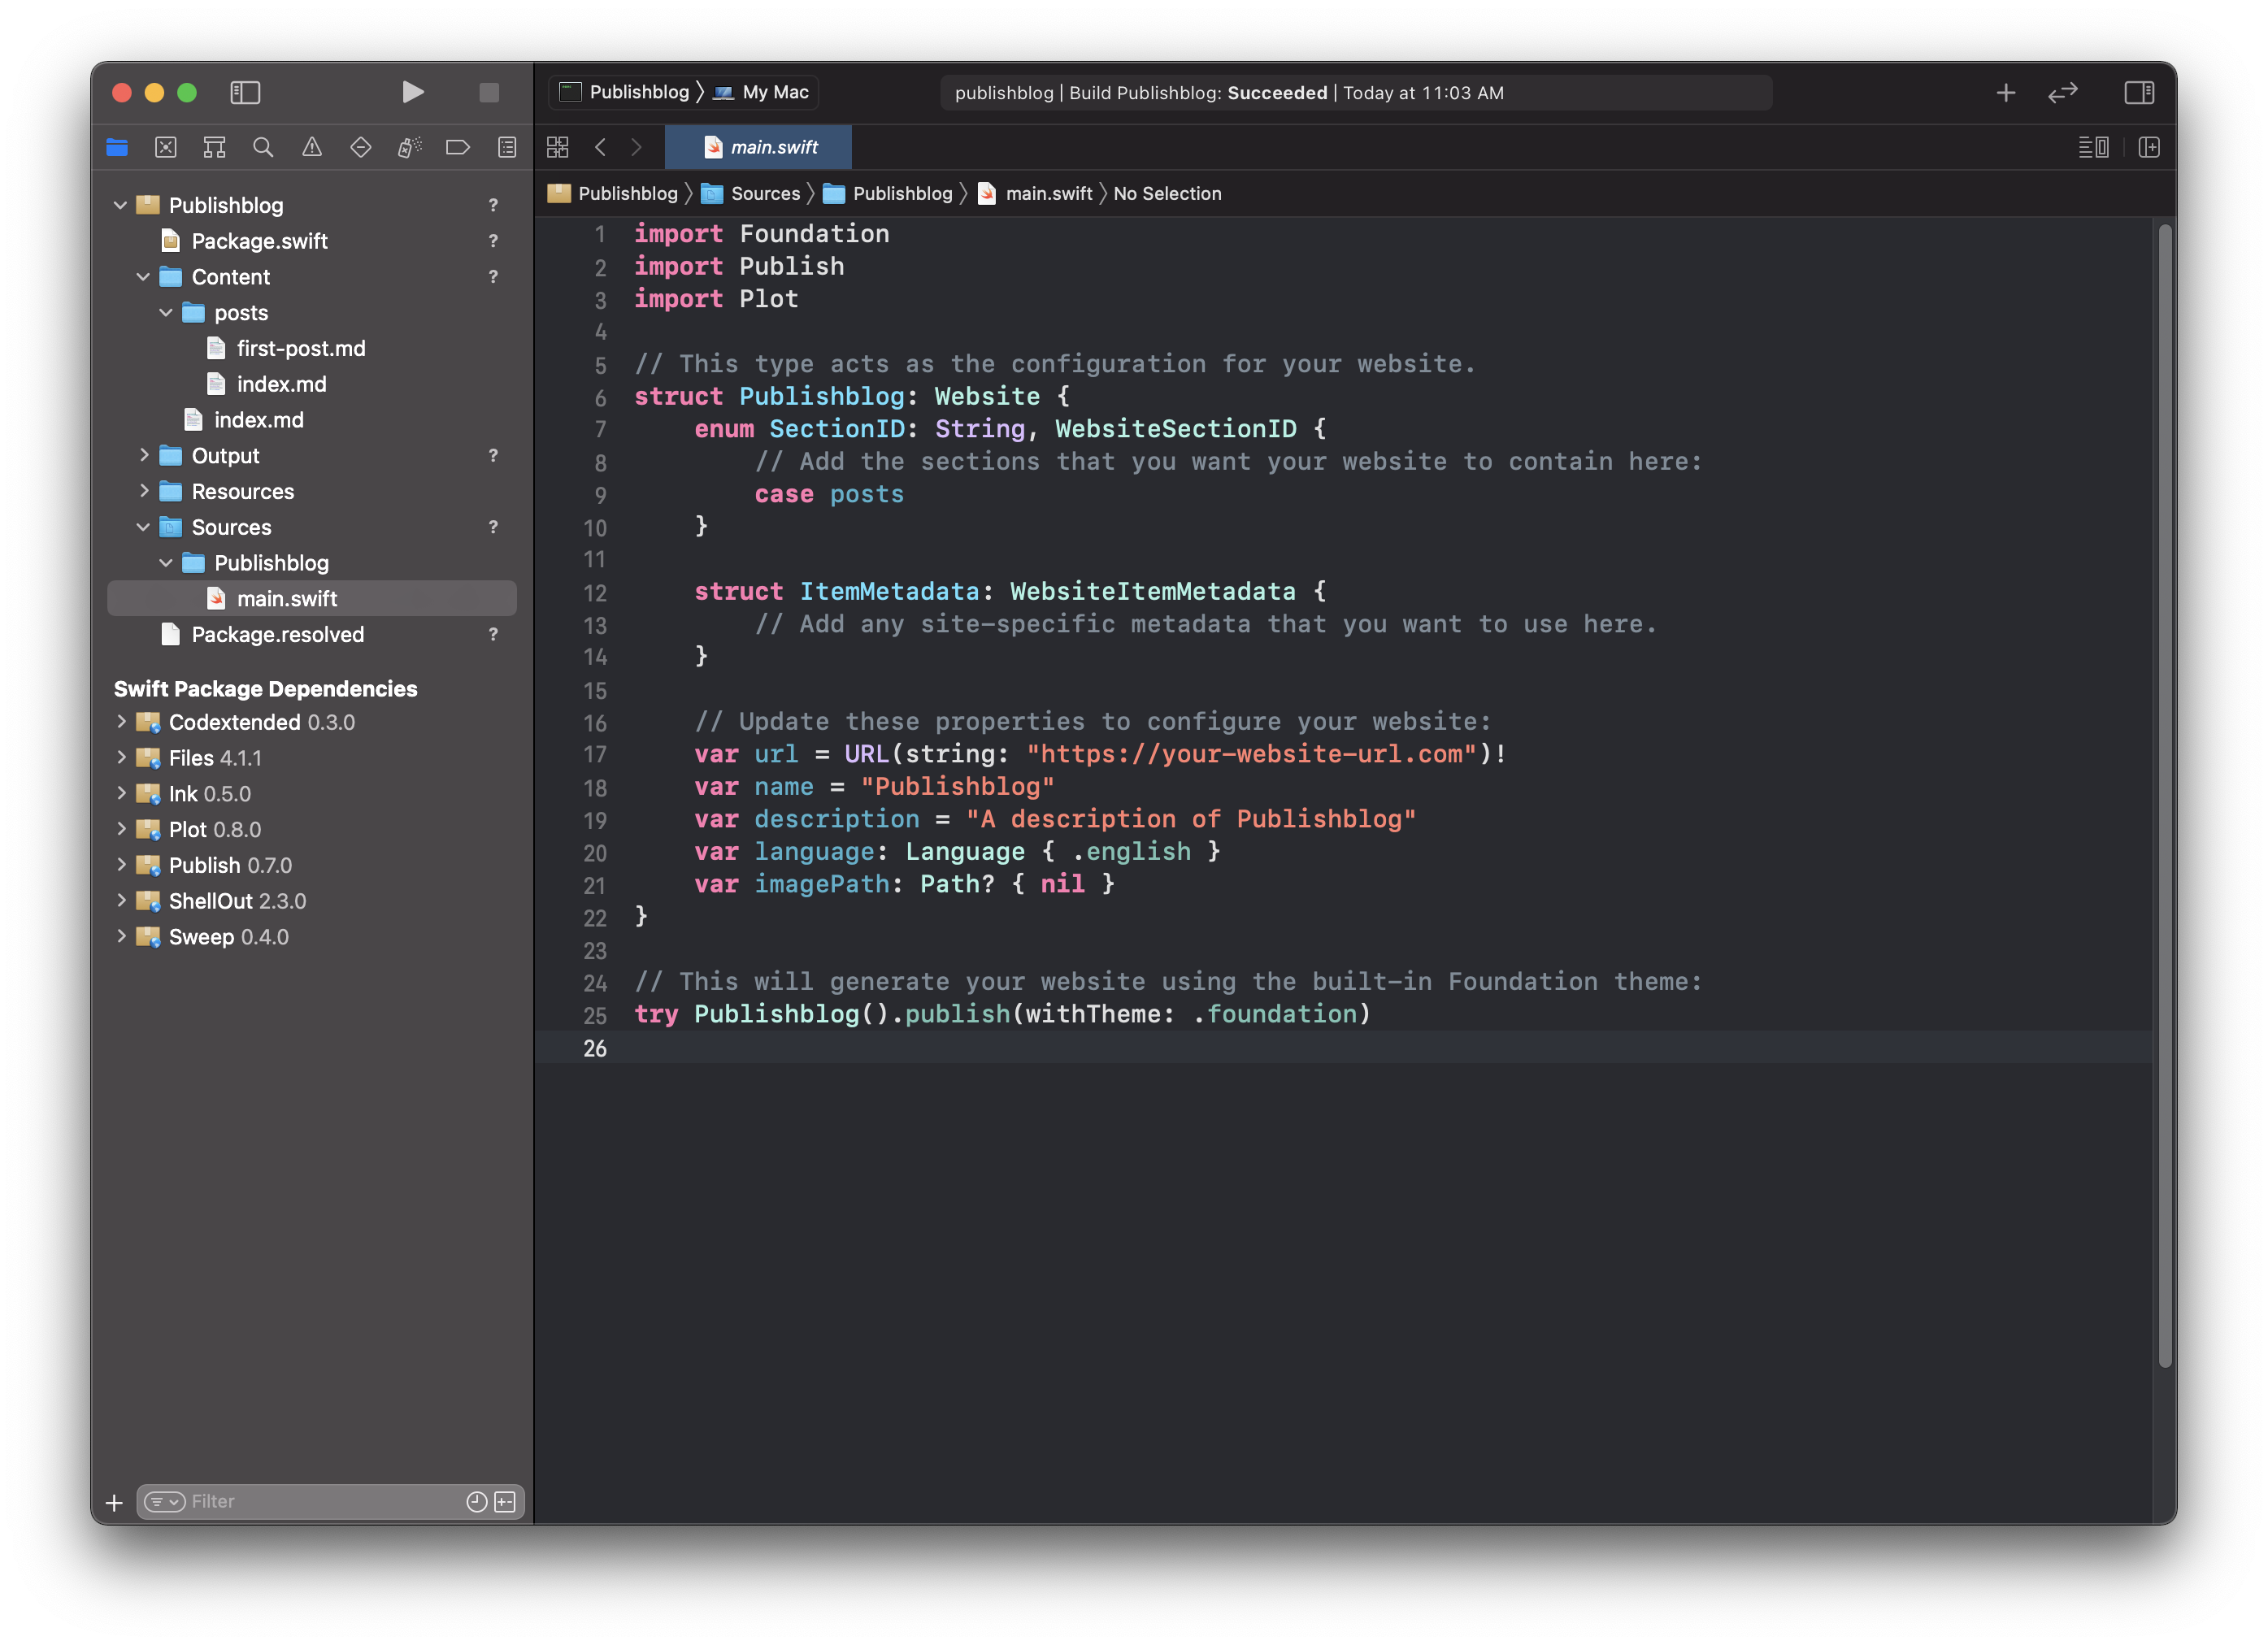 Publishblog 〉 My Mac
publishblog | Build Publishblog: Succeeded | Today at 11:03 AM
main.swift
Publishblog 〉 Sources 〉 Publishblog 〉 main.swift 〉 No Selection
Publishblog ?
Package.swift ?
Content ?
posts
first-post.md
index.md
index.md
Output ?
Resources
Sources ?
Publishblog
main.swift
Package.resolved ?
Swift Package Dependencies
Codextended 0.3.0
Files 4.1.1
Ink 0.5.0
Plot 0.8.0
Publish 0.7.0
ShellOut 2.3.0
Sweep 0.4.0
Filter
1 import Foundation
2 import Publish
3 import Plot
4
5 // This type acts as the configuration for your website.
6 struct Publishblog: Website {
7     enum SectionID: String, WebsiteSectionID {
8         // Add the sections that you want your website to contain here:
9         case posts
10     }
11
12     struct ItemMetadata: WebsiteItemMetadata {
13         // Add any site-specific metadata that you want to use here.
14     }
15
16     // Update these properties to configure your website:
17     var url = URL(string: "https://your-website-url.com")!
18     var name = "Publishblog"
19     var description = "A description of Publishblog"
20     var language: Language { .english }
21     var imagePath: Path? { nil }
22 }
23
24 // This will generate your website using the built-in Foundation theme:
25 try Publishblog().publish(withTheme: .foundation)
26